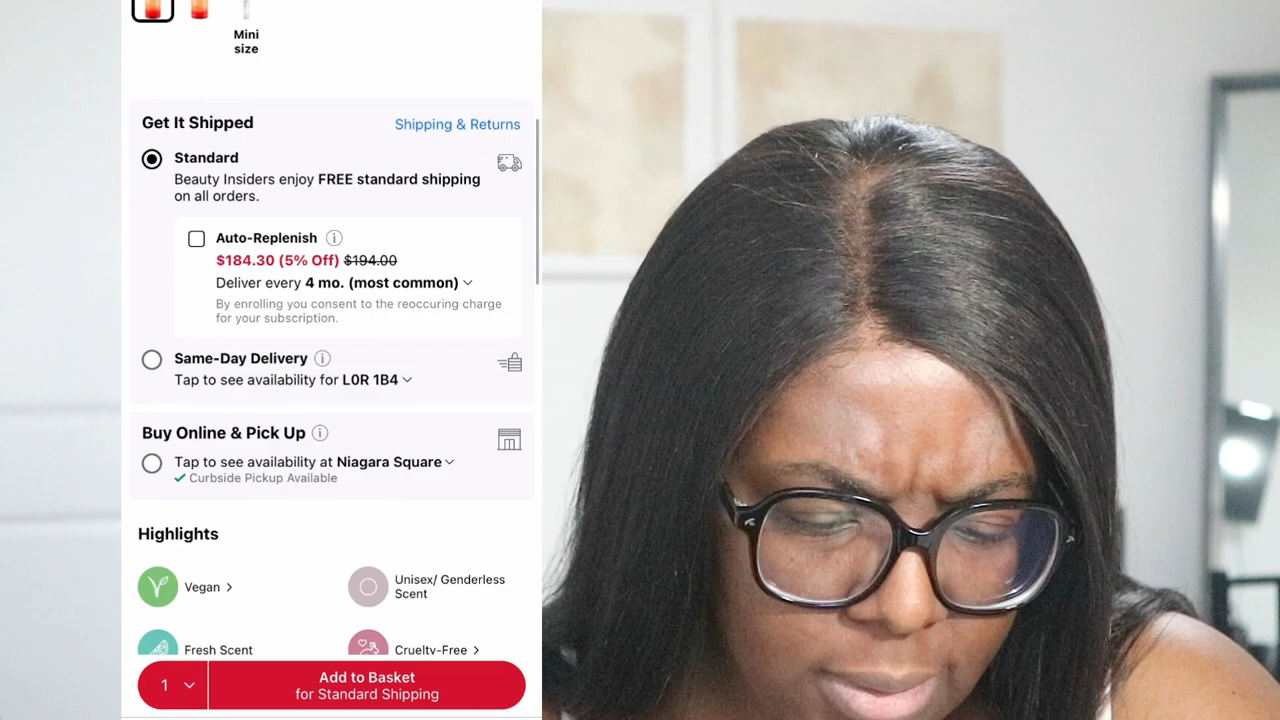 Mini
size
Get It Shipped
Shipping & Returns
Standard
Beauty Insiders enjoy FREE standard shipping
on all orders.
Auto-Replenish
$184.30 (5% Off) $194.00
Deliver every 4 mo. (most common)
By enrolling you consent to the reoccuring charge
for your subscription.
Same-Day Delivery
Tap to see availability for L0R 1B4
Buy Online & Pick Up
Tap to see availability at Niagara Square
Curbside Pickup Available
Highlights
Vegan
Unisex/ Genderless
Scent
Fresh Scent
Cruelty-Free
1
Add to Basket
for Standard Shipping